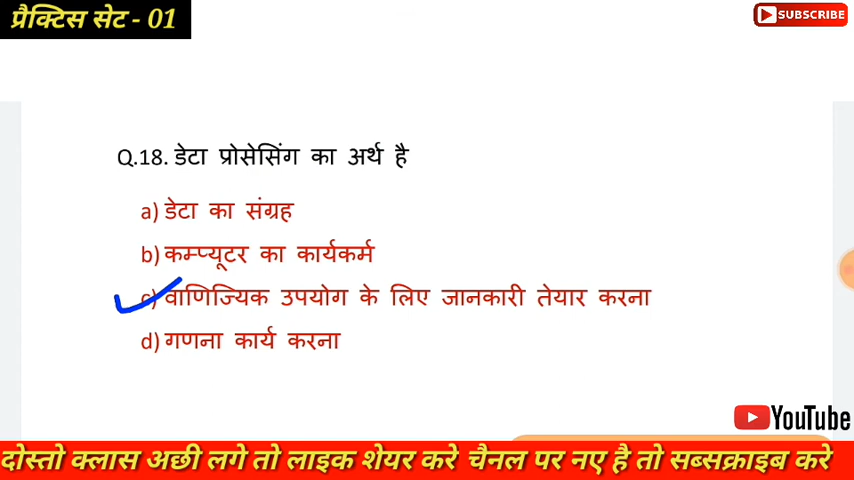 प्रैक्टिस सेट - 01
SUBSCRIBE
Q.18. डेटा प्रोसेसिंग का अर्थ है
a) डेटा का संग्रह
b) कम्प्यूटर का कार्यकर्म
c) वाणिज्यिक उपयोग के लिए जानकारी तेयार करना
d) गणना कार्य करना
YouTube
दोस्तो क्लास अछी लगे तो लाइक शेयर करे चैनल पर नए है तो सब्सक्राइब करे